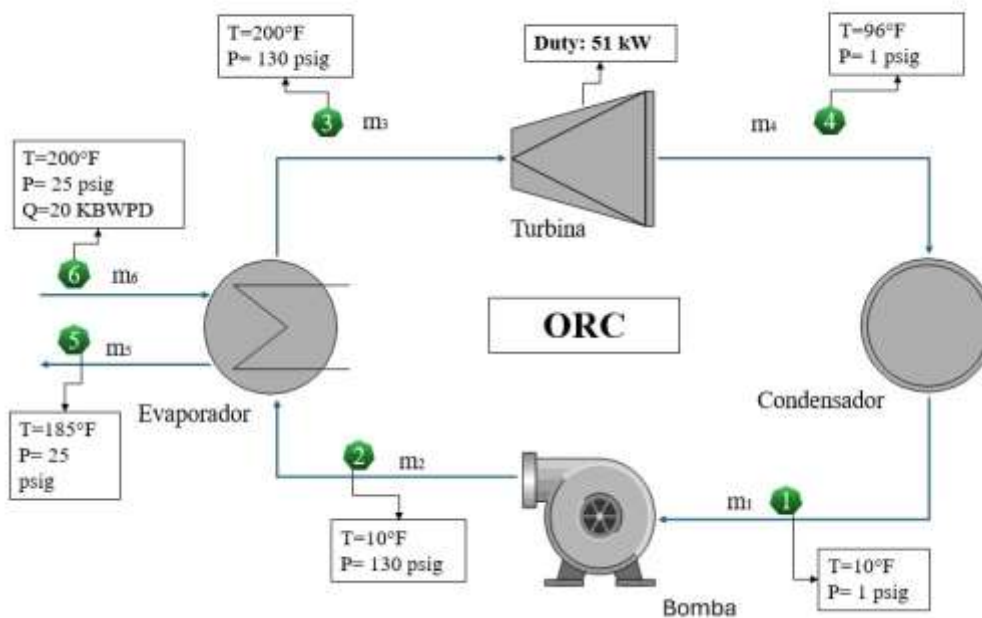 T=200°F
P= 130 psig
Duty: 51 kW
T=96°F
P= 1 psig
3
m₃
m₄
4
T=200°F
P= 25 psig
Q=20 KBWPD
Turbina
6
m₆
5
m₅
ORC
Evaporador
Condensador
T=185°F
P= 25
psig
2
m₂
m₁
1
T=10°F
P= 130 psig
T=10°F
P= 1 psig
Bomba